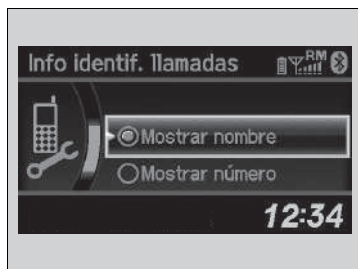 Info identif. llamadas RM
Mostrar nombre
Mostrar número
12:34